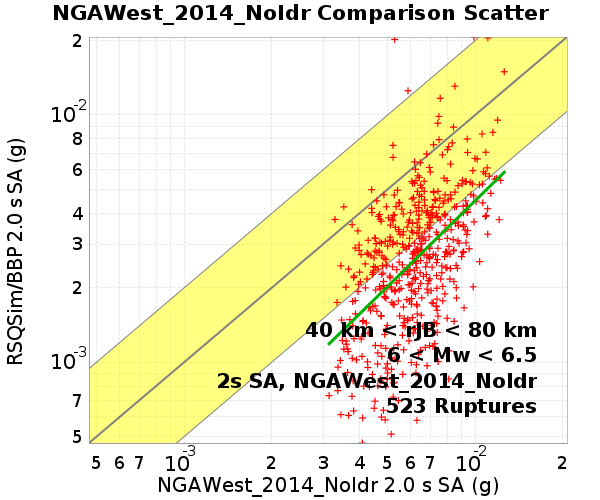 NGAWest_2014_NoIdr Comparison Scatter
RSQSim/BBP 2.0 s SA (g)
2
10-2
8
6
4
3
2
10-3
7
5
40 km < rJB < 80 km
6 < Mw < 6.5
2s SA, NGAWest_2014_NoIdr
523 Ruptures
5 6 7 10-3 2 3 4 5 6 7 8 10-2 2
NGAWest_2014_NoIdr 2.0 s SA (g)